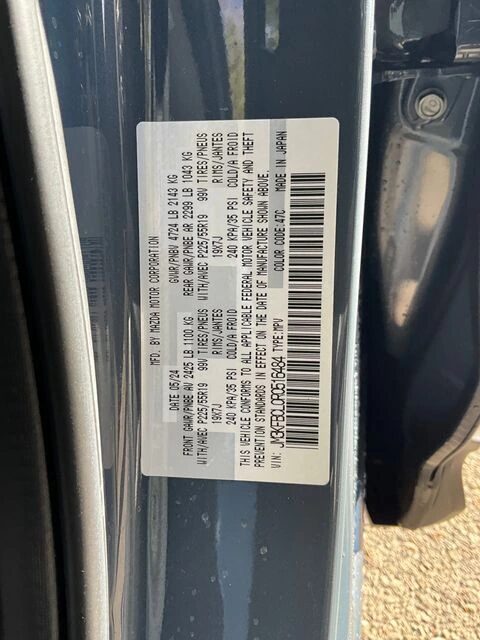 MFD. BY MAZDA MOTOR CORPORATION
DATE 05/24 GVWR/PNBV 4724 LB 2143 KG
FRONT GAWR/PNBE AV 2425 LB 1100 KG REAR GAWR/PNBE AR 2299 LB 1043 KG
WITH/AVEC P225/55R19 99V TIRES/PNEUS WITH/AVEC P225/55R19 99V TIRES/PNEUS
19X7J RIMS/JANTES 19X7J RIMS/JANTES
240 KPA/35 PSI COLD/A FROID 240 KPA/35 PSI COLD/A FROID
THIS VEHICLE CONFORMS TO ALL APPLICABLE FEDERAL MOTOR VEHICLE SAFETY AND THEFT
PREVENTION STANDARDS IN EFFECT ON THE DATE OF MANUFACTURE SHOWN ABOVE.
JM3KFBCL0R0516484 TYPE:MPV COLOR CODE:47C MADE IN JAPAN